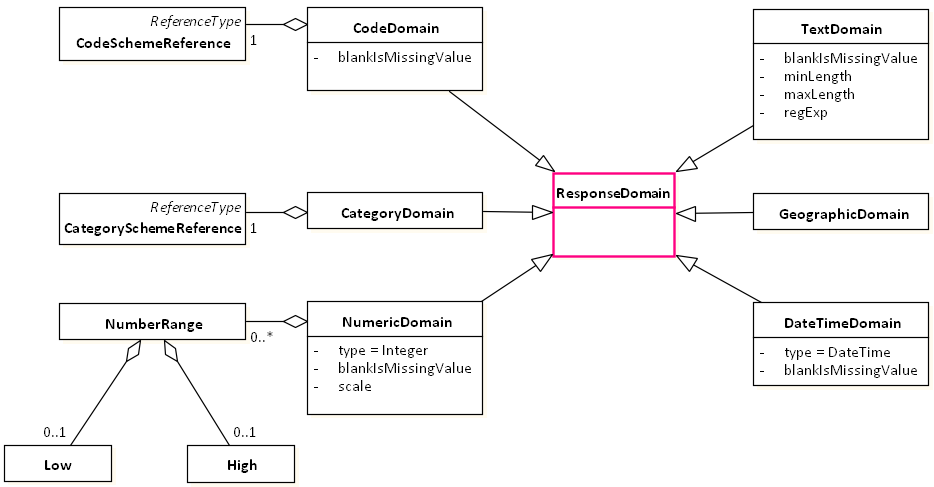 ReferenceType
CodeSchemeReference
1
CodeDomain
- blankIsMissingValue
TextDomain
- blankIsMissingValue
- minLength
- maxLength
- regExp
ReferenceType
CategorySchemeReference
1
CategoryDomain
ResponseDomain
GeographicDomain
NumberRange
0..*
NumericDomain
- type = Integer
- blankIsMissingValue
- scale
DateTimeDomain
- type = DateTime
- blankIsMissingValue
0..1
0..1
Low
High